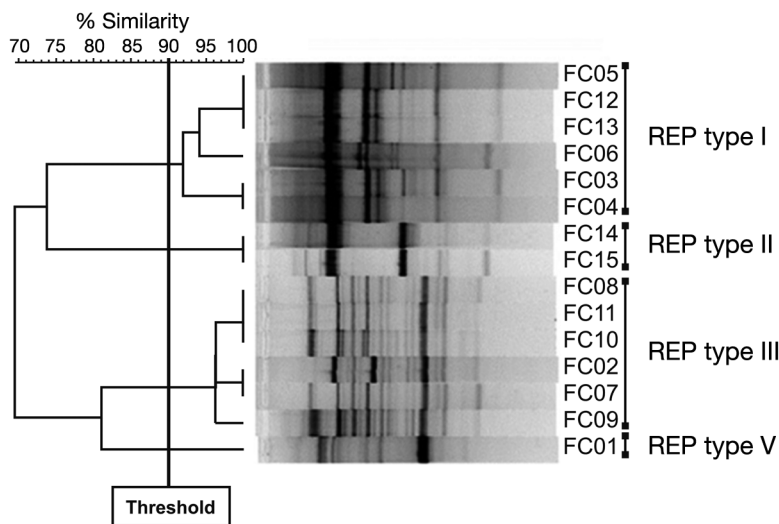 % Similarity
70 75 80 85 90 95 100
FC05
FC12
FC13
REP type I
FC06
FC03
FC04
FC14
REP type II
FC15
FC08
FC11
FC10
REP type III
FC02
FC07
FC09
FC01
REP type V
Threshold